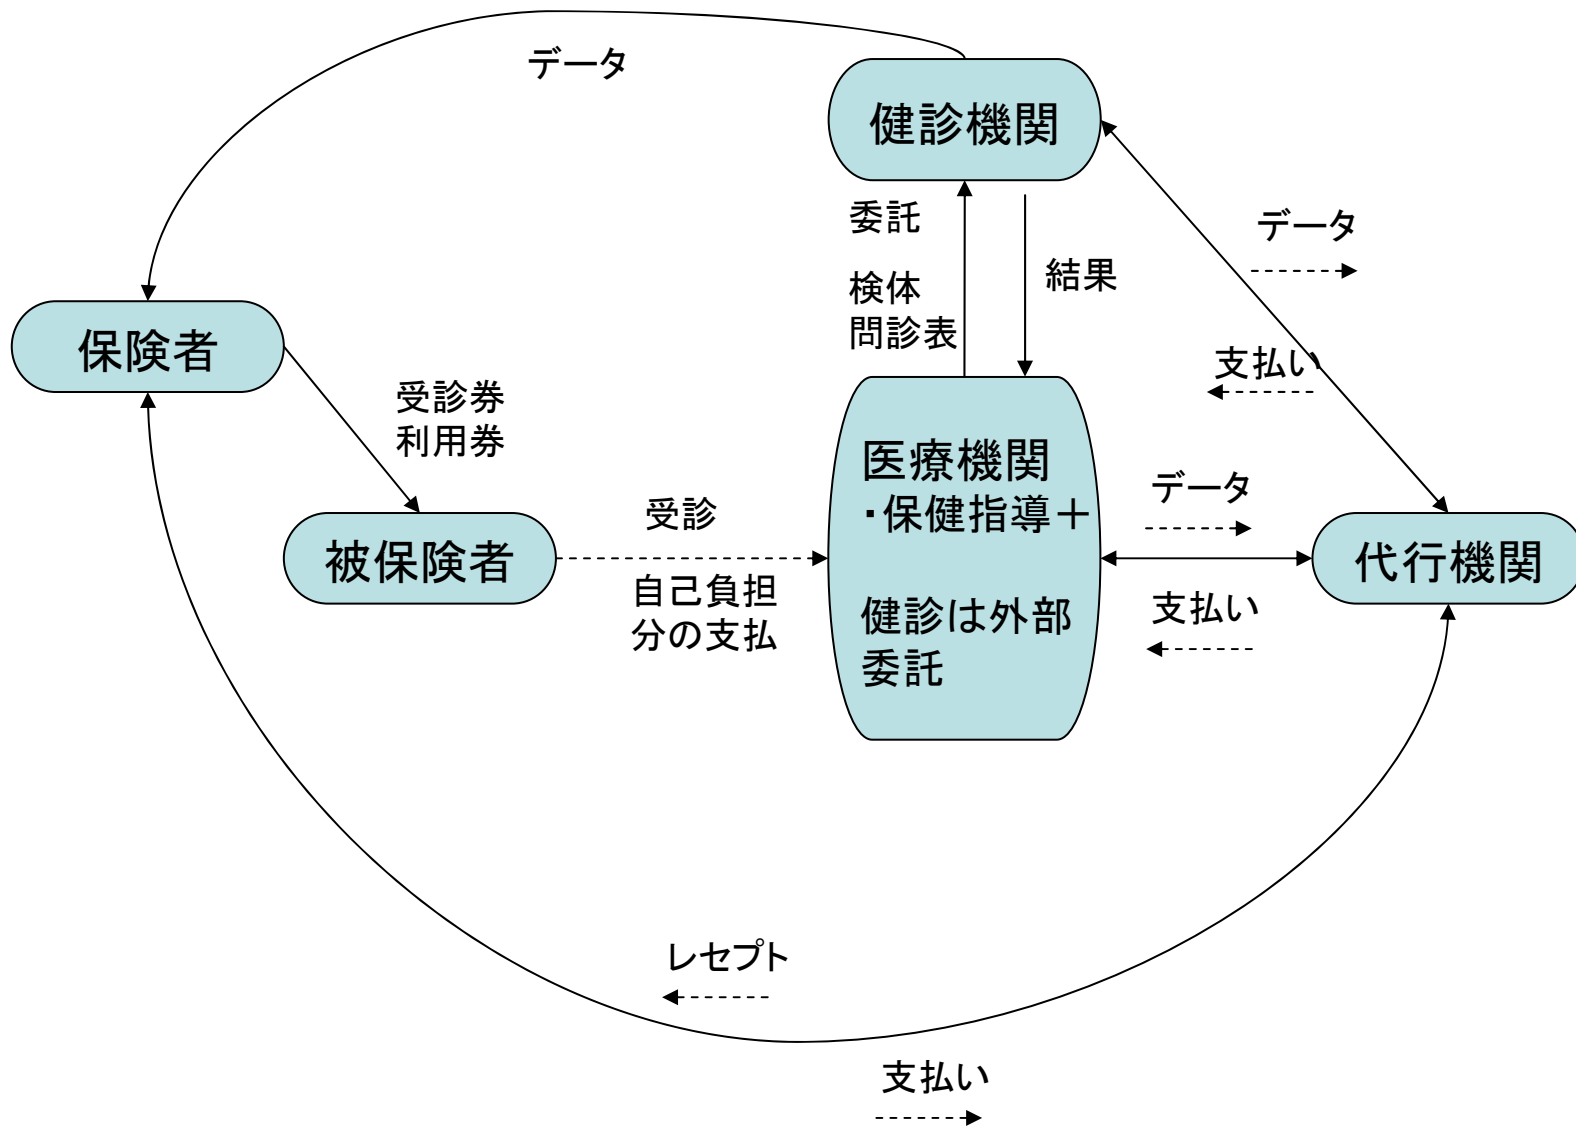 データ
健診機関
委託
検体
問診表
結果
データ
支払い
保険者
受診券
利用券
被保険者
受診
自己負担
分の支払
医療機関
・保健指導＋
健診は外部
委託
データ
支払い
代行機関
レセプト
支払い